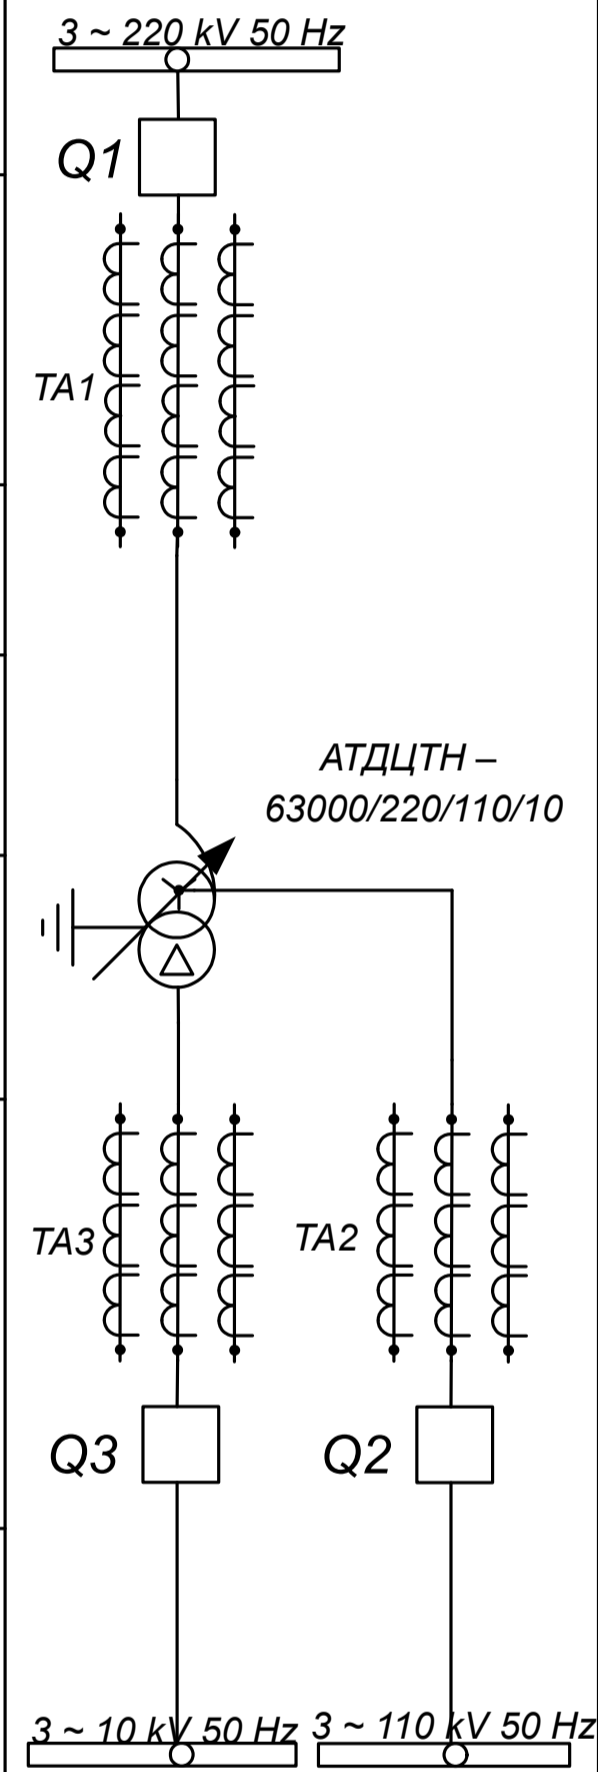 3 ~ 220 kV 50 Hz
Q1
TA1
АТДЦТН –
63000/220/110/10
TA3
TA2
Q3
Q2
3 ~ 10 kV 50 Hz
3 ~ 110 kV 50 Hz